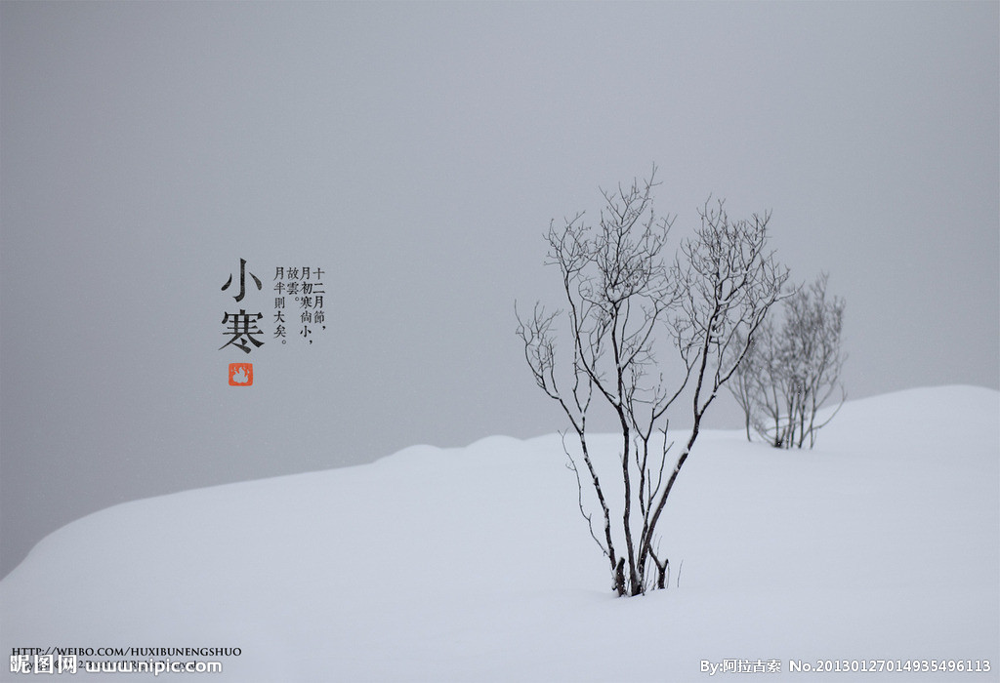 小寒
十二月節，
月初寒尚小，
故雲。
月半則大矣。
HTTP://WEIBO.COM/HUXIBUNENGSHUO
昵图网 www.nipic.com
By:阿拉古索 No.20130127014935496113